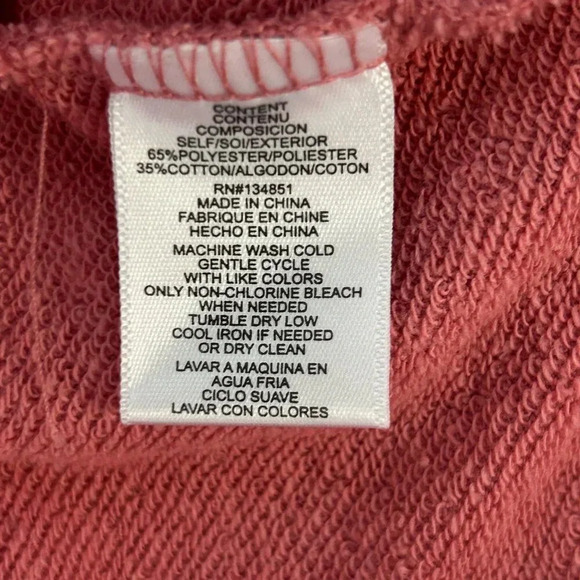 CONTENT
CONTENU
COMPOSICION
SELF/SOI/EXTERIOR
65%POLYESTER/POLIESTER
35%COTTON/ALGODON/COTON
RN#134851
MADE IN CHINA
FABRIQUE EN CHINE
HECHO EN CHINA
MACHINE WASH COLD
GENTLE CYCLE
WITH LIKE COLORS
ONLY NON-CHLORINE BLEACH
WHEN NEEDED
TUMBLE DRY LOW
COOL IRON IF NEEDED
OR DRY CLEAN
LAVAR A MAQUINA EN
AGUA FRIA
CICLO SUAVE
LAVAR CON COLORES